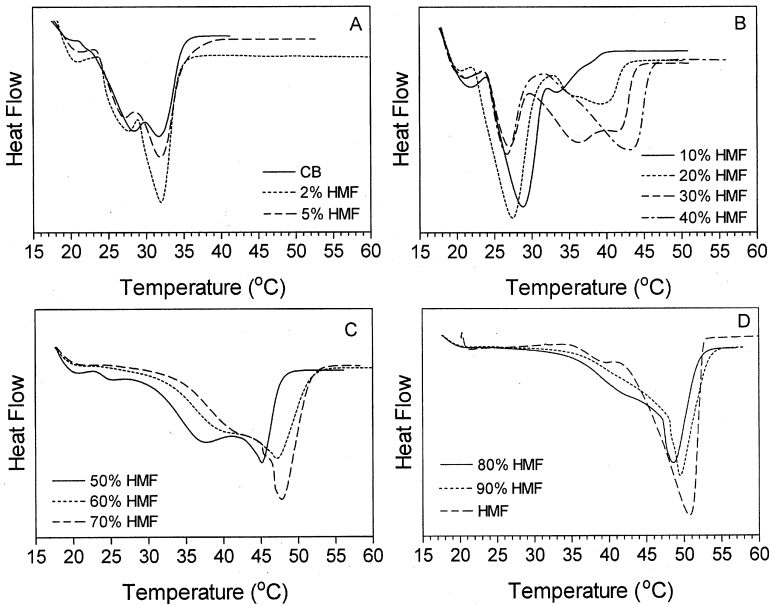 A
Heat Flow
CB
2% HMF
5% HMF
15 20 25 30 35 40 45 50 55 60
Temperature (°C)
B
Heat Flow
10% HMF
20% HMF
30% HMF
40% HMF
15 20 25 30 35 40 45 50 55 60
Temperature (°C)
C
Heat Flow
50% HMF
60% HMF
70% HMF
15 20 25 30 35 40 45 50 55 60
Temperature (°C)
D
Heat Flow
80% HMF
90% HMF
HMF
15 20 25 30 35 40 45 50 55 60
Temperature (°C)